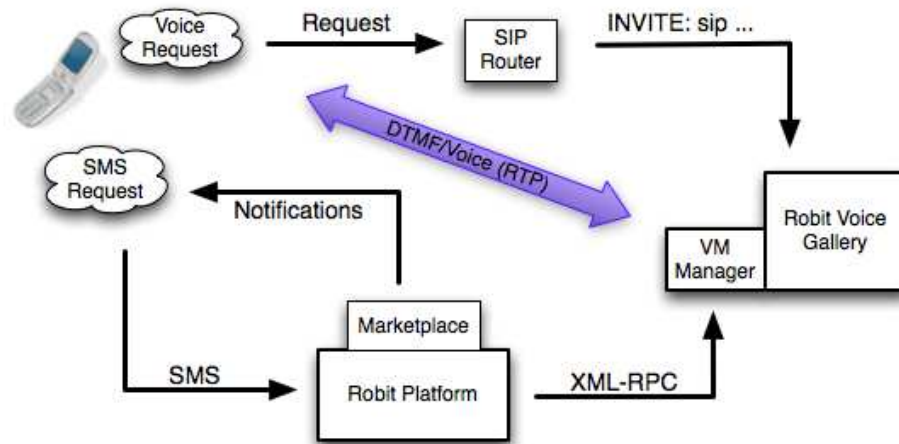 Voice
Request
Request
SIP
Router
INVITE: sip ...
DTMF/Voice (RTP)
SMS
Request
Notifications
Robit Voice
Gallery
VM
Manager
Marketplace
SMS
Robit Platform
XML-RPC